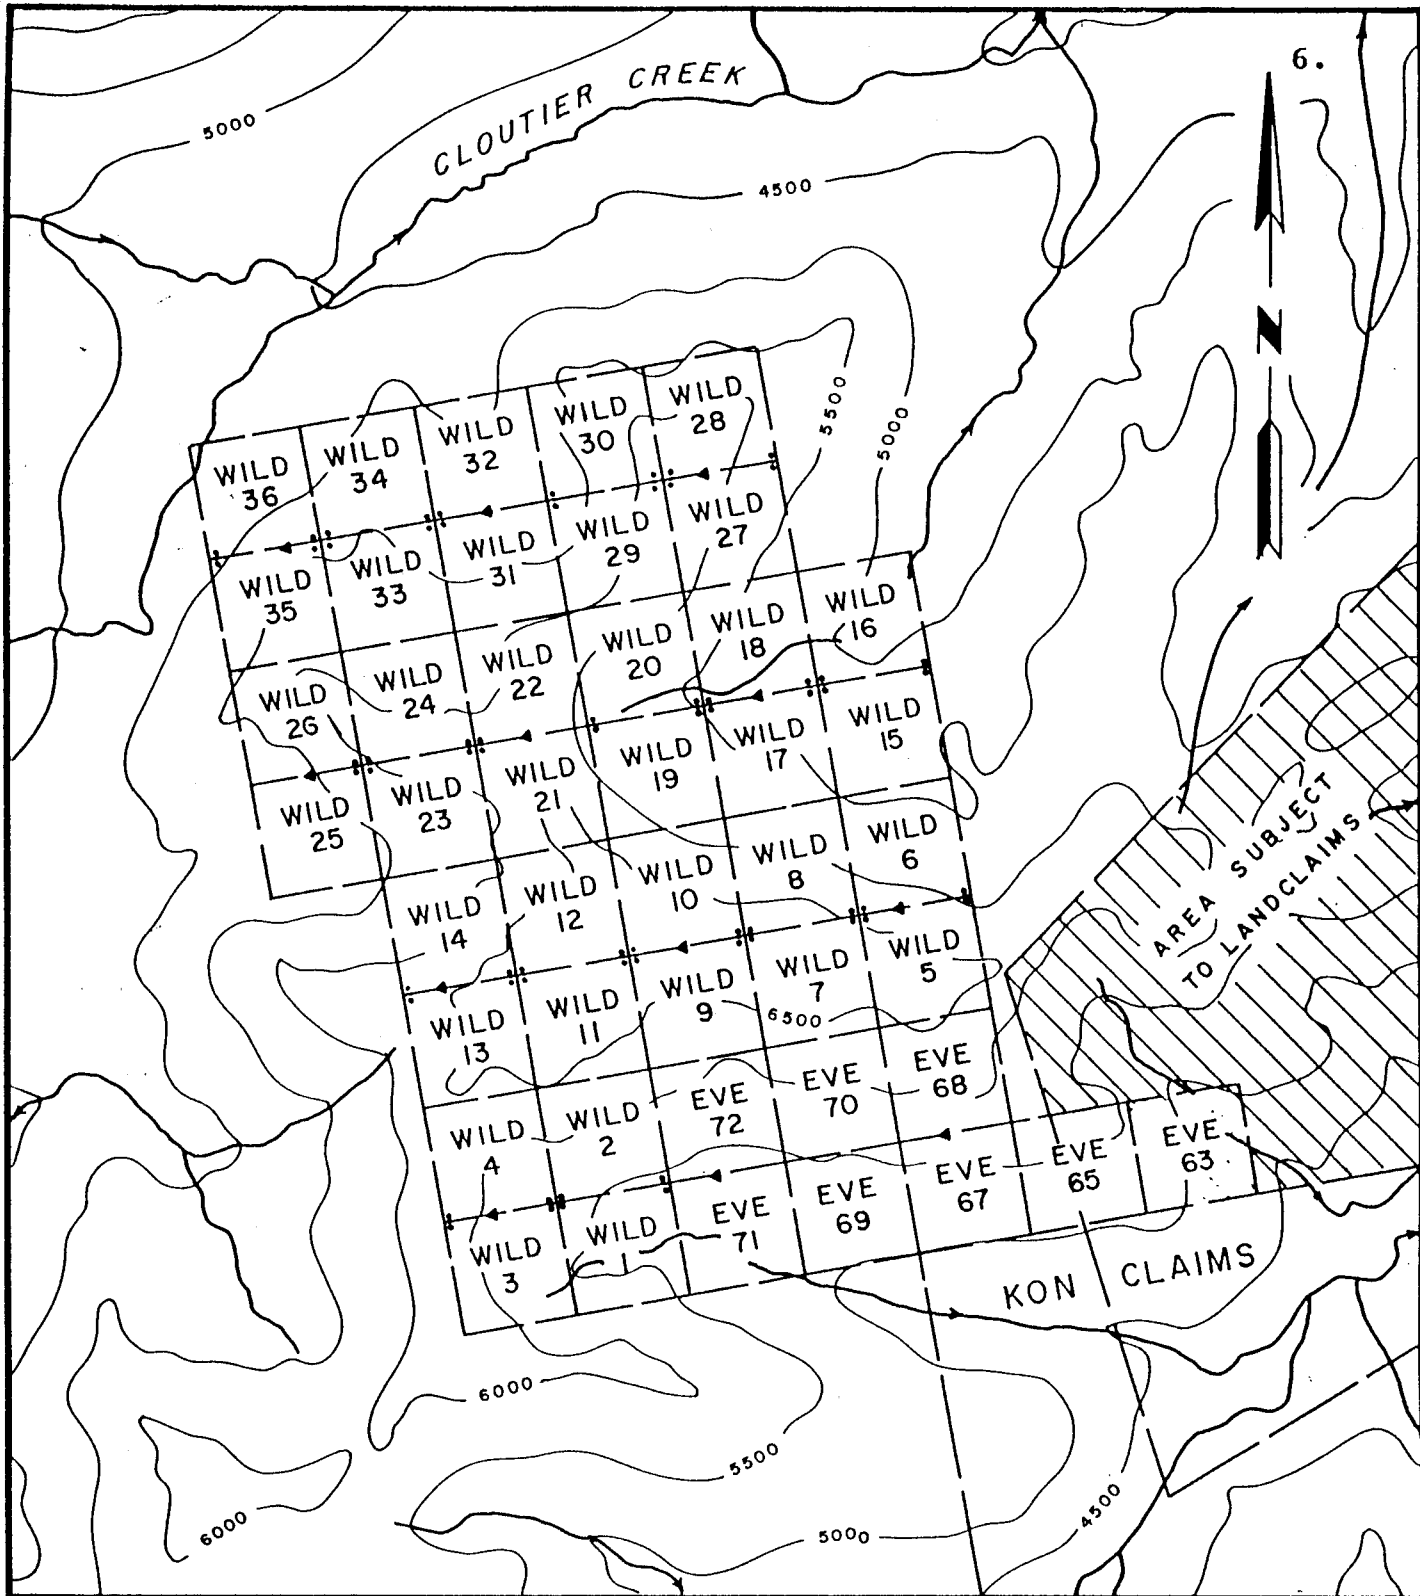 6.
CLOUTIER CREEK
5000
4500
N
5500
5000
WILD 28
WILD 30
WILD 32
WILD 34
WILD 36
WILD 27
WILD 29
WILD 31
WILD 33
WILD 35
WILD 16
WILD 18
WILD 20
WILD 22
WILD 24
WILD 26
WILD 15
WILD 17
WILD 19
WILD 21
WILD 23
WILD 25
WILD 6
WILD 8
WILD 10
WILD 12
WILD 14
WILD 5
WILD 7
WILD 9
WILD 11
WILD 13
6500
AREA SUBJECT
TO LANDCLAIMS
EVE 68
EVE 70
EVE 72
WILD 2
WILD 4
EVE 63
EVE 65
EVE 67
EVE 69
EVE 71
WILD 1
WILD 3
KON CLAIMS
6000
5500
6000
5000
4500